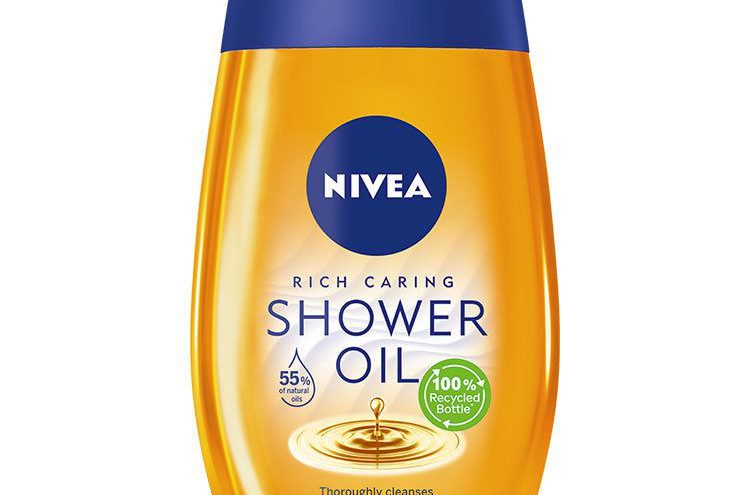 NIVEA
RICH CARING
SHOWER
OIL
55%
of natural
oils
100%
Recycled
Bottle*
Thoroughly cleanses